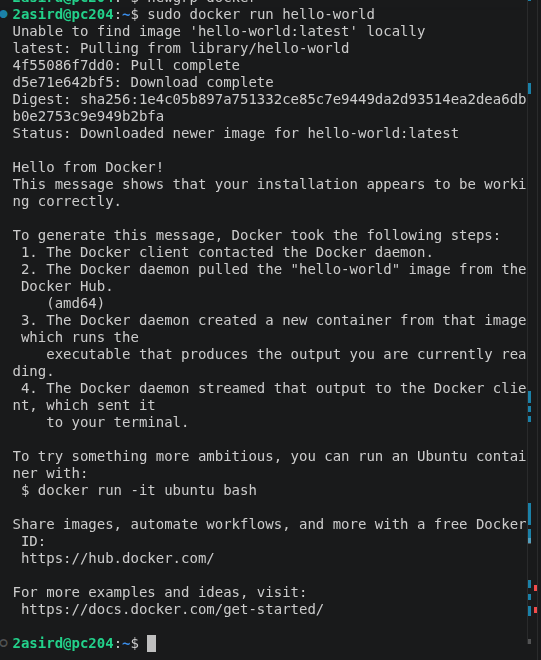 2asird@pc204:~$ sudo docker run hello-world
Unable to find image 'hello-world:latest' locally
latest: Pulling from library/hello-world
4f55086f7dd0: Pull complete
d5e71e642bf5: Download complete
Digest: sha256:1e4c05b897a751332ce85c7e9449da2d93514ea2dea6db
b0e2753c9e949b2bfa
Status: Downloaded newer image for hello-world:latest
Hello from Docker!
This message shows that your installation appears to be worki
ng correctly.
To generate this message, Docker took the following steps:
 1. The Docker client contacted the Docker daemon.
 2. The Docker daemon pulled the "hello-world" image from the
 Docker Hub.
    (amd64)
 3. The Docker daemon created a new container from that image
 which runs the
    executable that produces the output you are currently rea
ding.
 4. The Docker daemon streamed that output to the Docker clie
nt, which sent it
    to your terminal.
To try something more ambitious, you can run an Ubuntu contai
ner with:
 $ docker run -it ubuntu bash
Share images, automate workflows, and more with a free Docker
 ID:
 https://hub.docker.com/
For more examples and ideas, visit:
 https://docs.docker.com/get-started/
2asird@pc204:~$